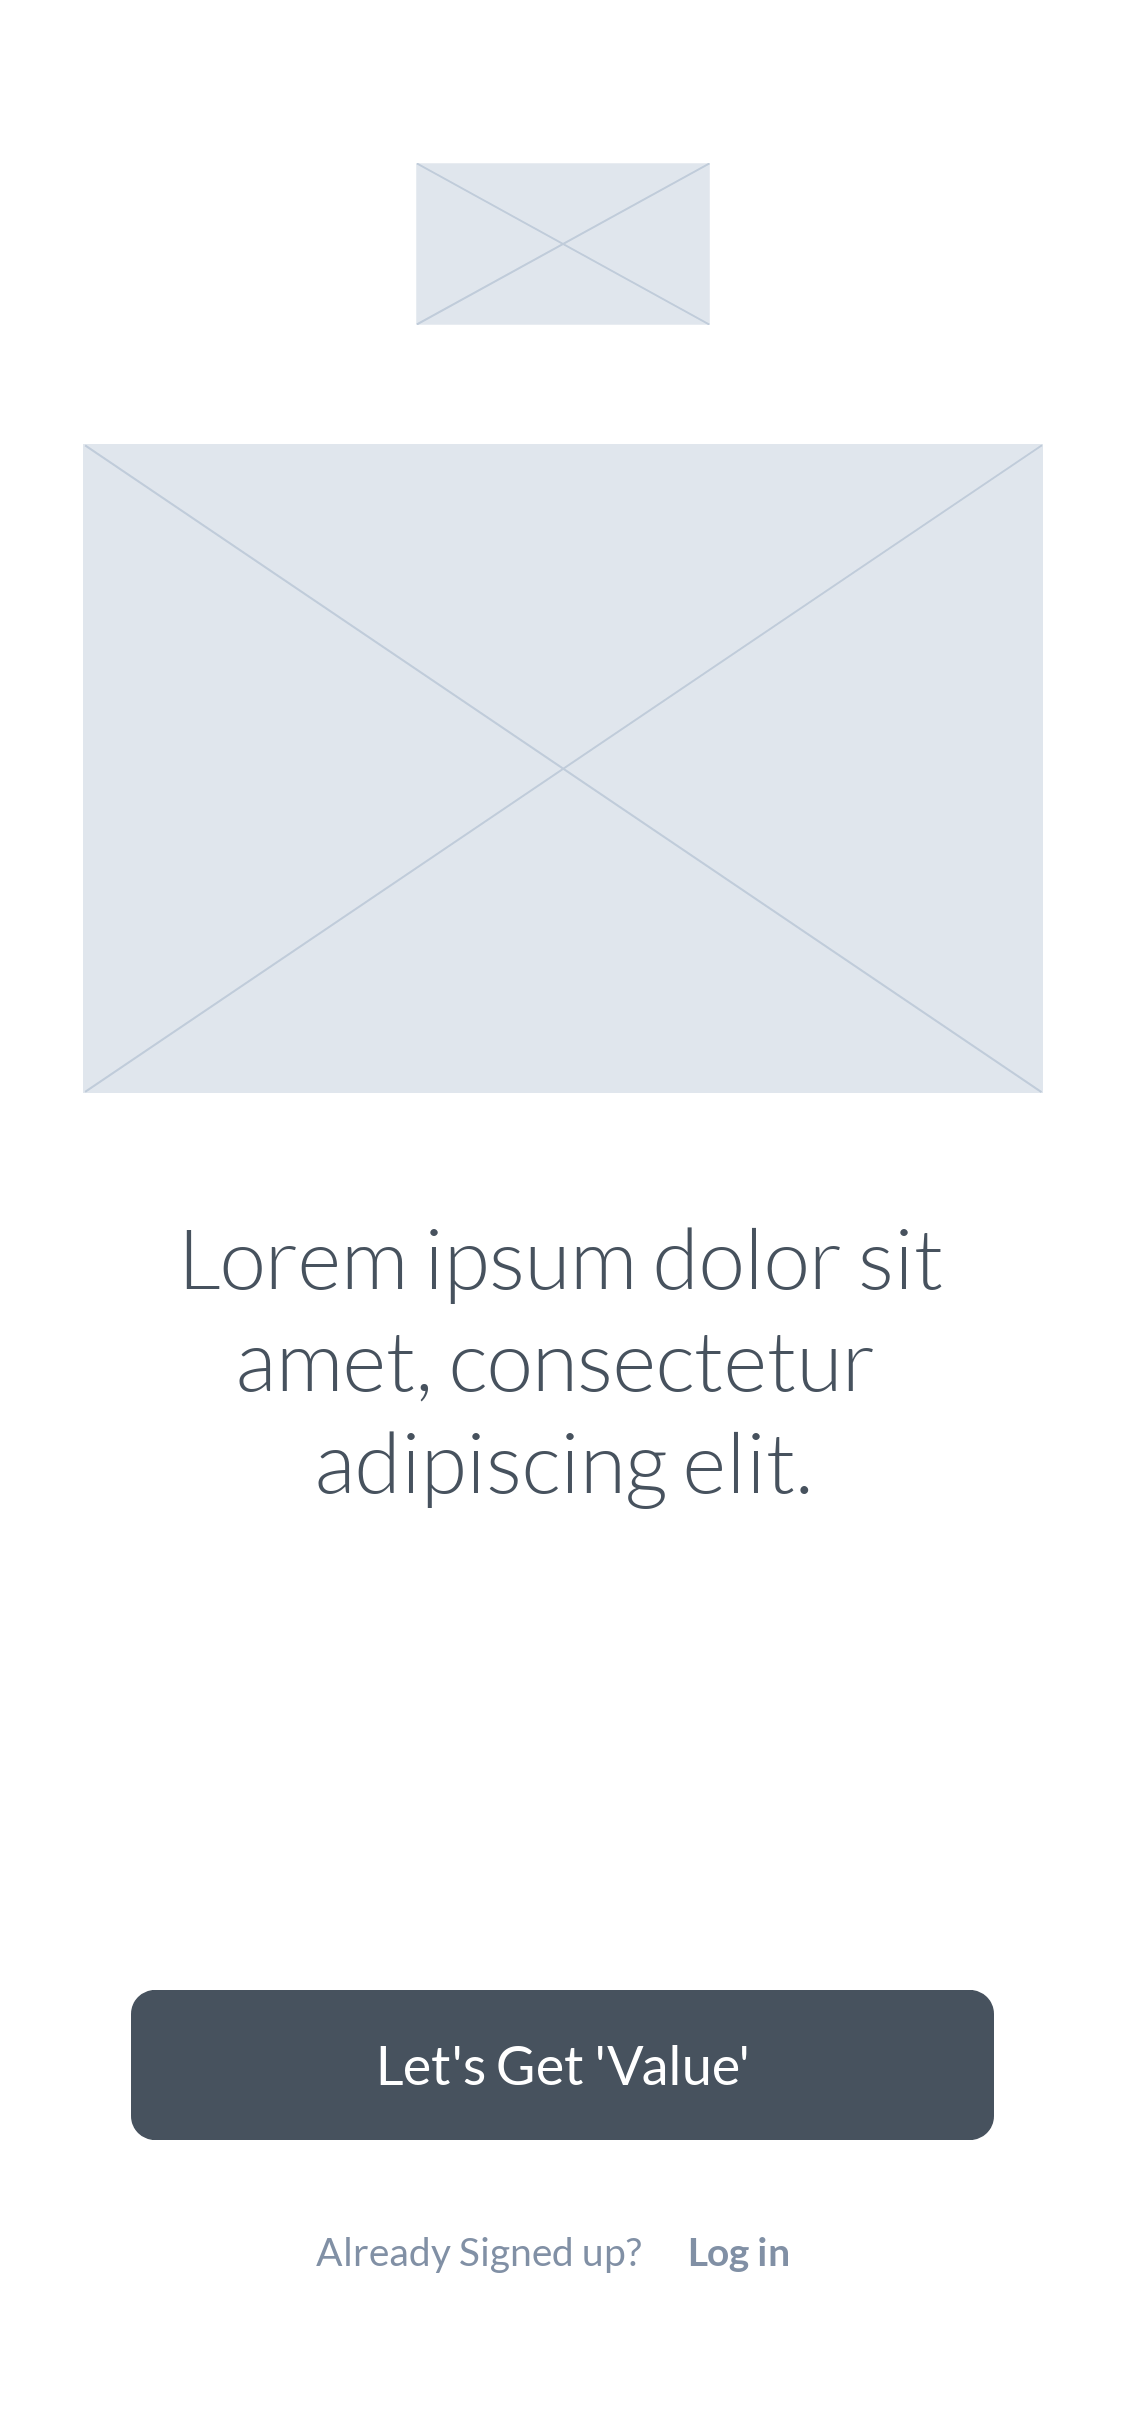 Lorem ipsum dolor sit
amet, consectetur
adipiscing elit.
Let's Get 'Value'
Already Signed up? Log in